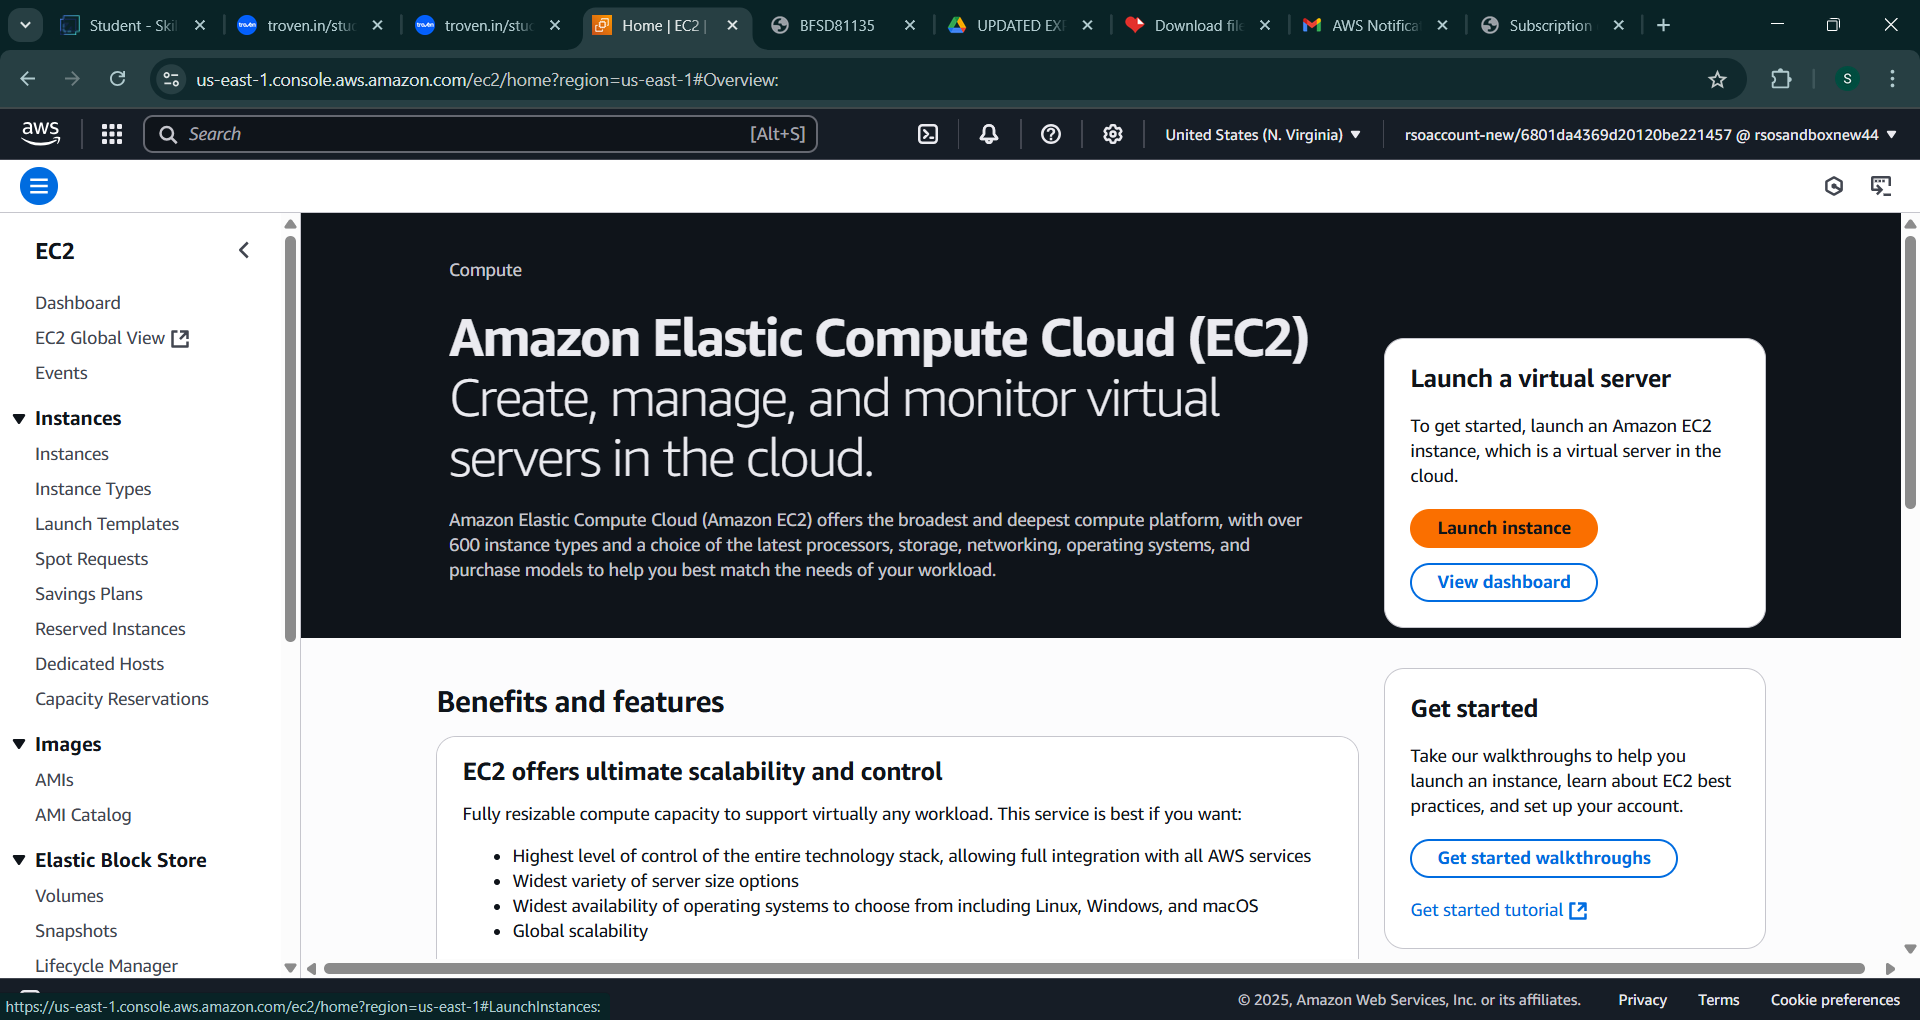 Student - Skil
troven.in/stud
troven.in/stud
Home | EC2 |
BFSD81135
UPDATED EXP
Download file
AWS Notificat
Subscription
us-east-1.console.aws.amazon.com/ec2/home?region=us-east-1#Overview:
S
aws
Search
[Alt+S]
United States (N. Virginia)
rsoaccount-new/6801da4369d20120be221457 @ rsosandboxnew44
EC2
Dashboard
EC2 Global View
Events
Instances
Instances
Instance Types
Launch Templates
Spot Requests
Savings Plans
Reserved Instances
Dedicated Hosts
Capacity Reservations
Images
AMIs
AMI Catalog
Elastic Block Store
Volumes
Snapshots
Lifecycle Manager
Compute
Amazon Elastic Compute Cloud (EC2)
Create, manage, and monitor virtual
servers in the cloud.
Amazon Elastic Compute Cloud (Amazon EC2) offers the broadest and deepest compute platform, with over
600 instance types and a choice of the latest processors, storage, networking, operating systems, and
purchase models to help you best match the needs of your workload.
Launch a virtual server
To get started, launch an Amazon EC2
instance, which is a virtual server in the
cloud.
Launch instance
View dashboard
Benefits and features
EC2 offers ultimate scalability and control
Fully resizable compute capacity to support virtually any workload. This service is best if you want:
• Highest level of control of the entire technology stack, allowing full integration with all AWS services
• Widest variety of server size options
• Widest availability of operating systems to choose from including Linux, Windows, and macOS
• Global scalability
Get started
Take our walkthroughs to help you
launch an instance, learn about EC2 best
practices, and set up your account.
Get started walkthroughs
Get started tutorial
https://us-east-1.console.aws.amazon.com/ec2/home?region=us-east-1#LaunchInstances:
© 2025, Amazon Web Services, Inc. or its affiliates.
Privacy
Terms
Cookie preferences